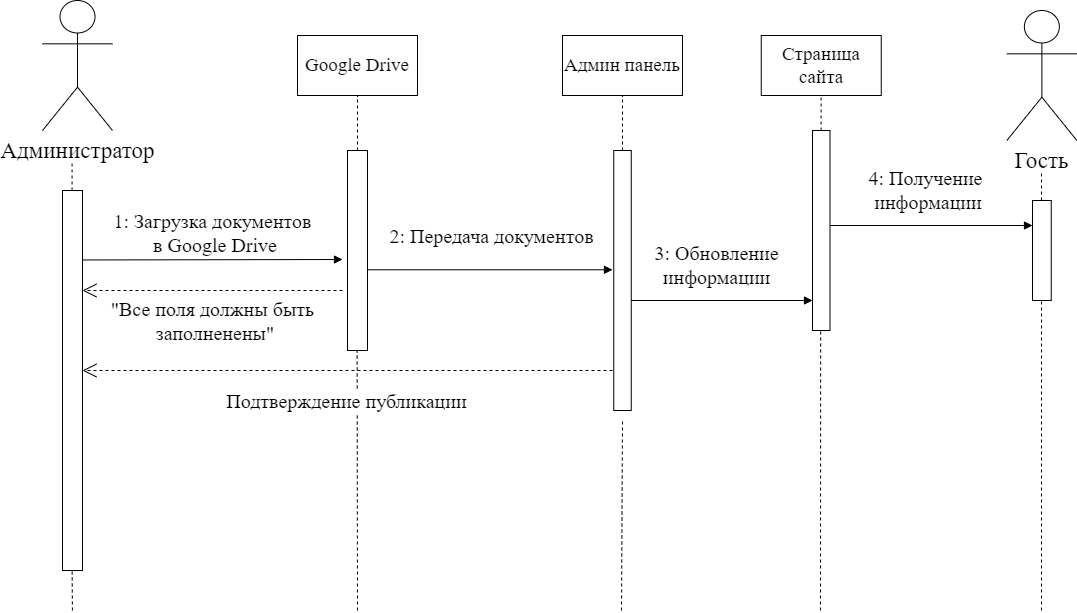 Google Drive
Админ панель
Страница
сайта
Администратор
Гость
4: Получение
информации
1: Загрузка документов
в Google Drive
2: Передача документов
3: Обновление
информации
"Все поля должны быть
заполненены"
Подтверждение публикации